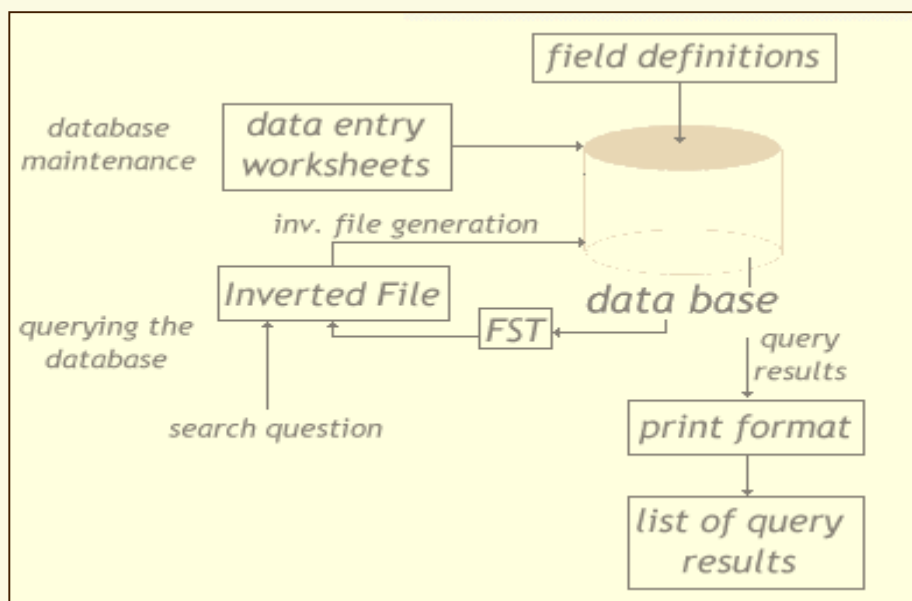 field definitions
database
maintenance
data entry
worksheets
inv. file generation
Inverted File
data base
querying the
database
FST
query
results
search question
print format
list of query
results